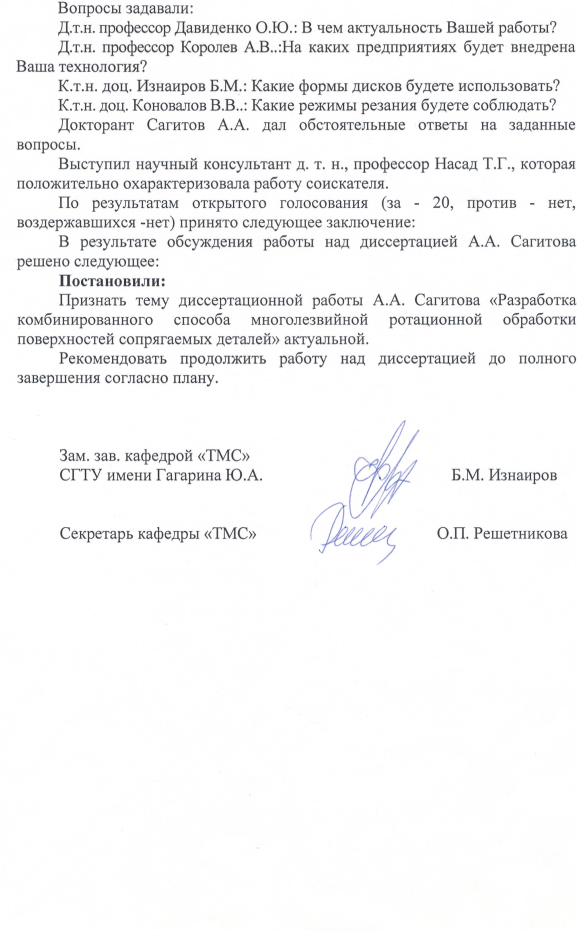 Вопросы задавали:
Д.т.н. профессор Давиденко О.Ю.: В чем актуальность Вашей работы?
Д.т.н. профессор Королев А.В..:На каких предприятиях будет внедрена
Ваша технология?
К.т.н. доц. Изнаиров Б.М.: Какие формы дисков будете использовать?
К.т.н. доц. Коновалов В.В..: Какие режимы резания будете соблюдать?
Докторант Сагитов А.А. дал обстоятельные ответы на заданные
вопросы.
Выступил научный консультант д. т. н., профессор Насад Т.Г., которая
положительно охарактеризовала работу соискателя.
По результатам открытого голосования (за - 20, против - нет,
воздержавшихся -нет) принято следующее заключение:
В результате обсуждения работы над диссертацией А.А. Сагитова
решено следующее:
Постановили:
Признать тему диссертационной работы А.А. Сагитова «Разработка
комбинированного способа многолезвийной ротационной обработки
поверхностей сопрягаемых деталей» актуальной.
Рекомендовать продолжить работу над диссертацией до полного
завершения согласно плану.
Зам. зав. кафедрой «ТМС»
СГТУ имени Гагарина Ю.А. Б.М. Изнаиров
Секретарь кафедры «ТМС» О.П. Решетникова